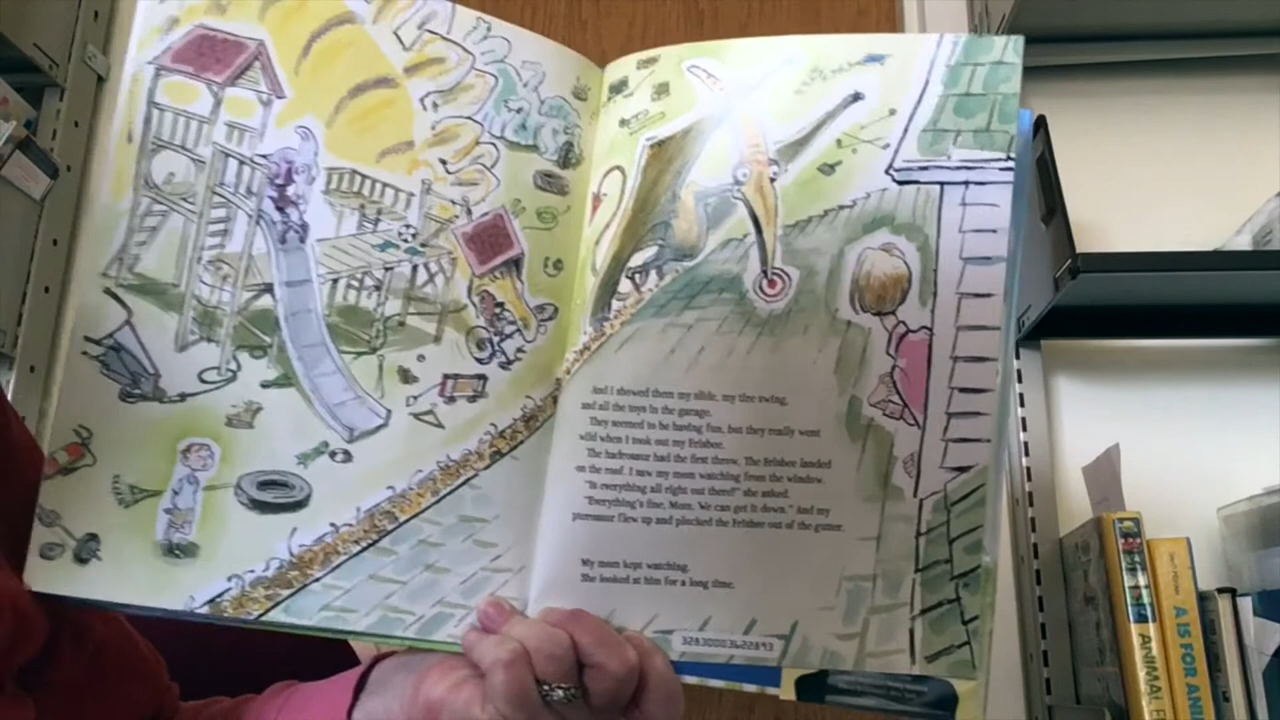 And I showed them my slide, my tire swing,
and all the toys in the garage.
They seemed to be having fun, but they really went
wild when I took out my Frisbee.
The hadrosaur had the first throw. The Frisbee landed
on the roof. I saw my mom watching from the window.
"Is everything all right out there?" she asked.
"Everything's fine, Mom. We can get it down." And my
pterosaur flew up and plucked the Frisbee out of the gutter.
My mom kept watching.
She looked at him for a long time.
ANIMAL
A IS FOR ANI